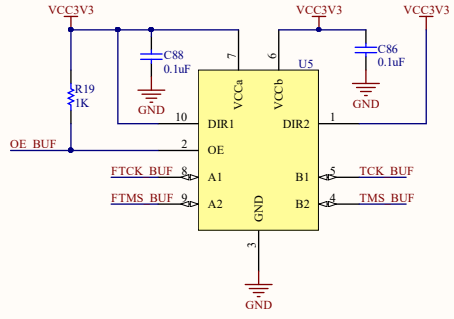 VCC3V3
VCC3V3
VCC3V3
C88
0.1uF
GND
C86
0.1uF
GND
7
6
U5
VCCa
VCCb
R19
1K
10
DIR1
DIR2
1
OE_BUF
2
OE
FTCK_BUF
8
A1
B1
5
TCK_BUF
FTMS_BUF
9
A2
B2
4
TMS_BUF
GND
3
GND